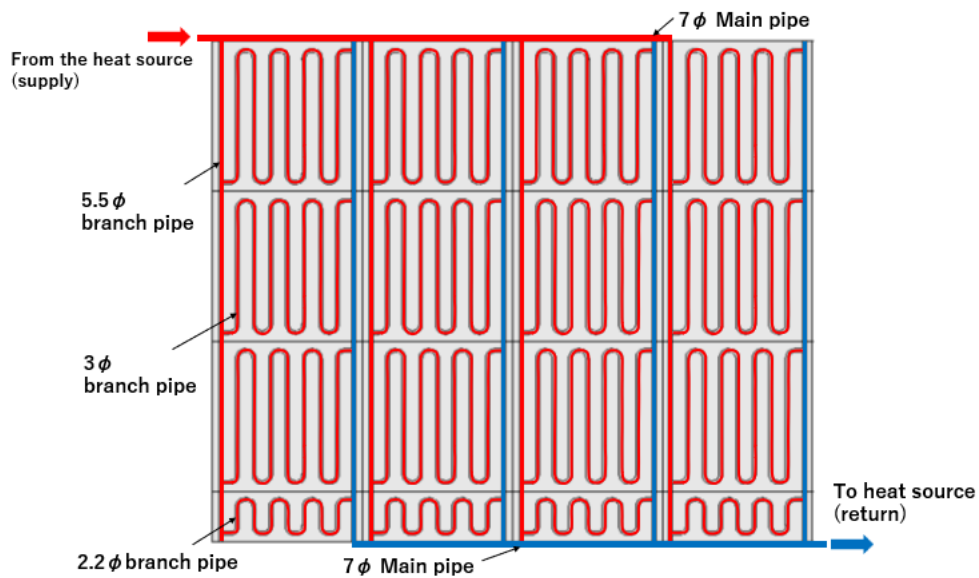 7φ Main pipe
From the heat source
(supply)
5.5φ
branch pipe
3φ
branch pipe
To heat source
(return)
2.2φ branch pipe
7φ Main pipe